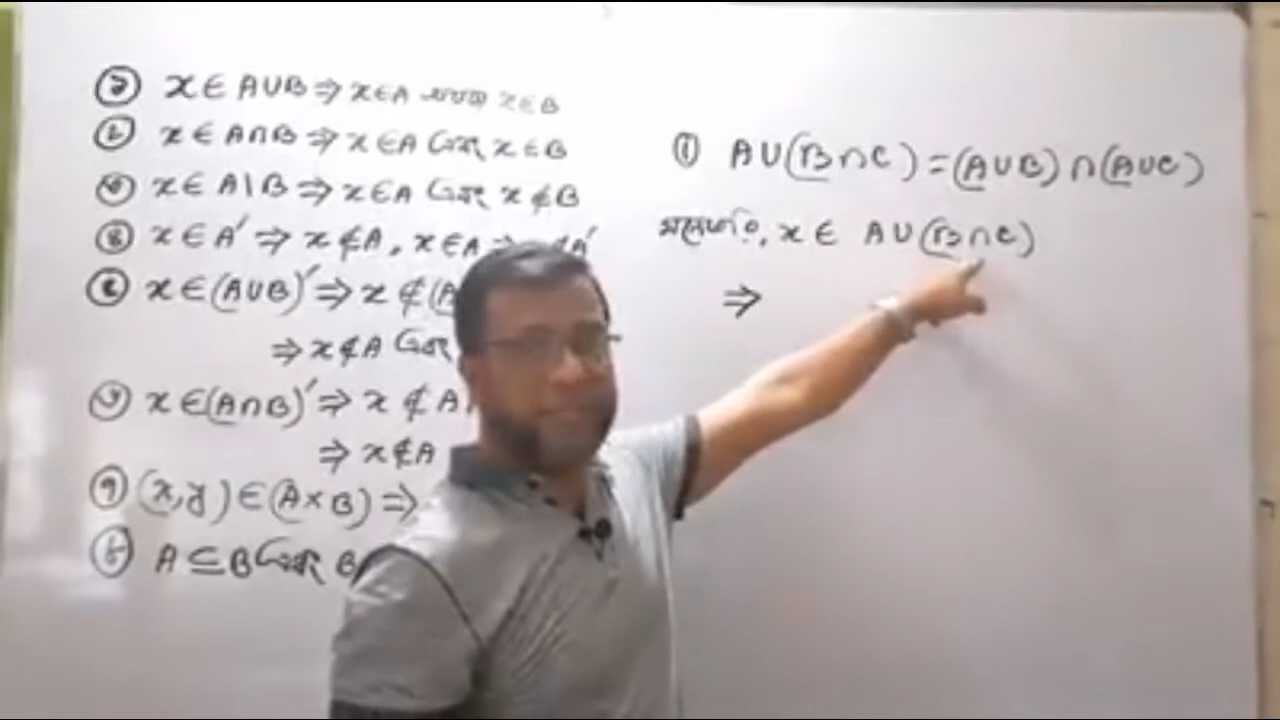 ① x ∈ A∪B ⇒ x∈A অথবা x∈B
② x ∈ A∩B ⇒ x∈A এবং x∈B
③ x ∈ A\B ⇒ x∈A এবং x∉B
④ x∈A′ ⇒ x∉A, x∈A ⇒ ∉A′
⑤ x∈(A∪B)′ ⇒ x∉(A
⇒ x∉A এবং
⑥ x∈(A∩B)′ ⇒ x∉A
⇒ x∉A
⑦ (x,y)∈(A×B) ⇒
⑧ A⊆B এবং B
① A∪(B∩C)=(A∪B)∩(A∪C)
মনেকরি, x∈ A∪(B∩C)
⇒